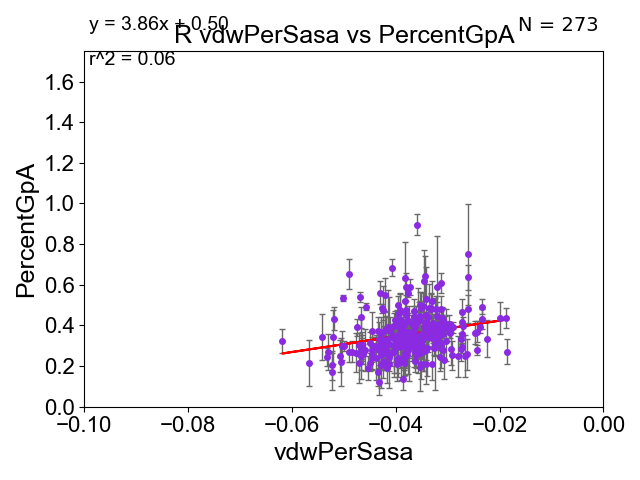 y = 3.86x + 0.50
R vdwPerSasa vs PercentGpA
N = 273
r^2 = 0.06
PercentGpA
1.6
1.4
1.2
1.0
0.8
0.6
0.4
0.2
0.0
−0.10
−0.08
−0.06
−0.04
−0.02
0.00
vdwPerSasa